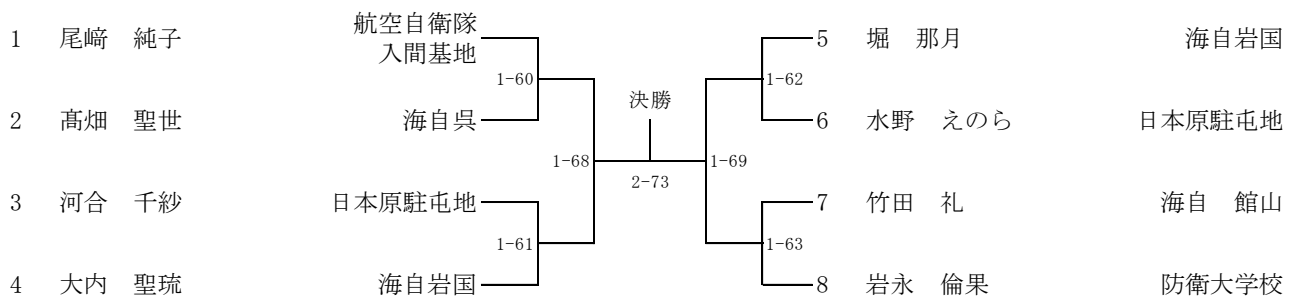 1 尾﨑 純子 航空自衛隊
入間基地
1-60
2 髙畑 聖世 海自呉
1-68
3 河合 千紗 日本原駐屯地
1-61
4 大内 聖琉 海自岩国
決勝
2-73
5 堀 那月 海自岩国
1-62
6 水野 えのら 日本原駐屯地
1-69
7 竹田 礼 海自 館山
1-63
8 岩永 倫果 防衛大学校